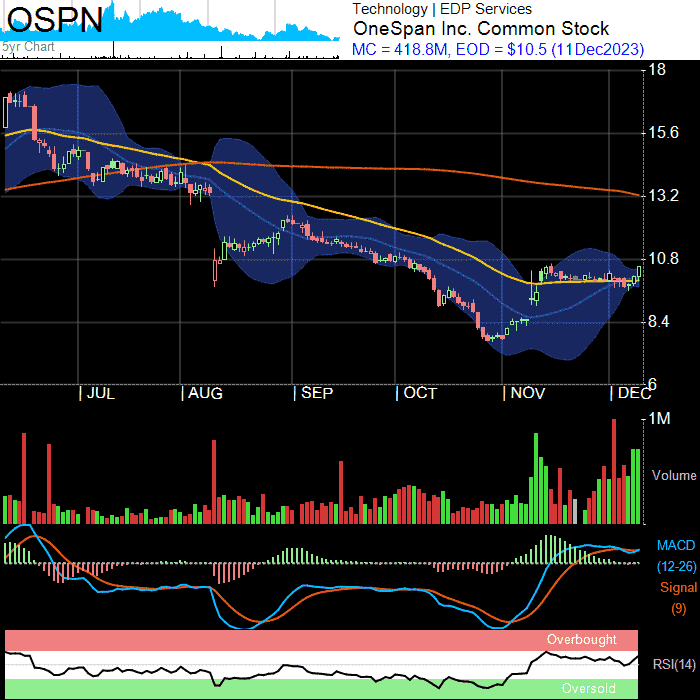 OSPN
5yr Chart
Technology | EDP Services
OneSpan Inc. Common Stock
MC = 418.8M, EOD = $10.5 (11Dec2023)
18
15.6
13.2
10.8
8.4
6
JUL
AUG
SEP
OCT
NOV
DEC
1M
Volume
MACD
(12-26)
Signal
(9)
Overbought
RSI(14)
Oversold